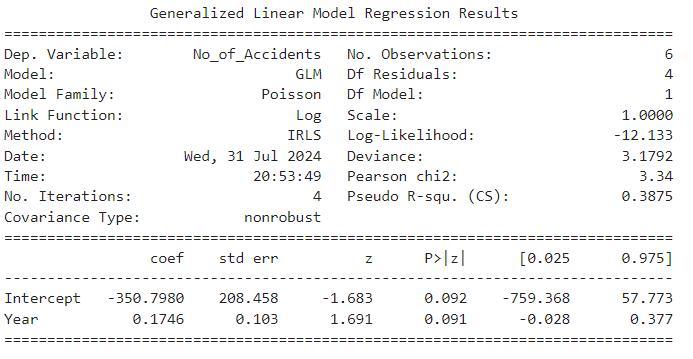 Generalized Linear Model Regression Results
==============================================================================
Dep. Variable: No_of_Accidents No. Observations: 6
Model: GLM Df Residuals: 4
Model Family: Poisson Df Model: 1
Link Function: Log Scale: 1.0000
Method: IRLS Log-Likelihood: -12.133
Date: Wed, 31 Jul 2024 Deviance: 3.1792
Time: 20:53:49 Pearson chi2: 3.34
No. Iterations: 4 Pseudo R-squ. (CS): 0.3875
Covariance Type: nonrobust
==============================================================================
coef std err z P>|z| [0.025 0.975]
------------------------------------------------------------------------------
Intercept -350.7980 208.458 -1.683 0.092 -759.368 57.773
Year 0.1746 0.103 1.691 0.091 -0.028 0.377
==============================================================================